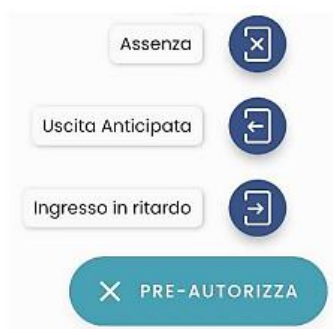 Assenza
Uscita Anticipata
Ingresso in ritardo
PRE-AUTORIZZA